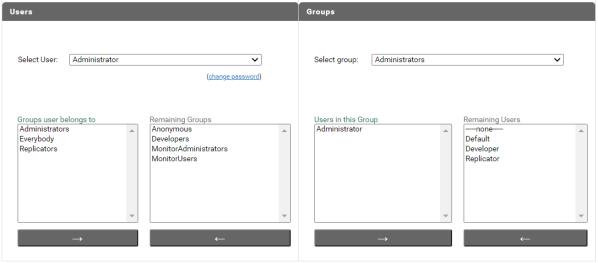 Users
Select User: Administrator
(change password)
Groups user belongs to
Administrators
Everybody
Replicators
Remaining Groups
Anonymous
Developers
MonitorAdministrators
MonitorUsers
→
←
Groups
Select group: Administrators
Users in this Group
Administrator
Remaining Users
----none----
Default
Developer
Replicator
→
←